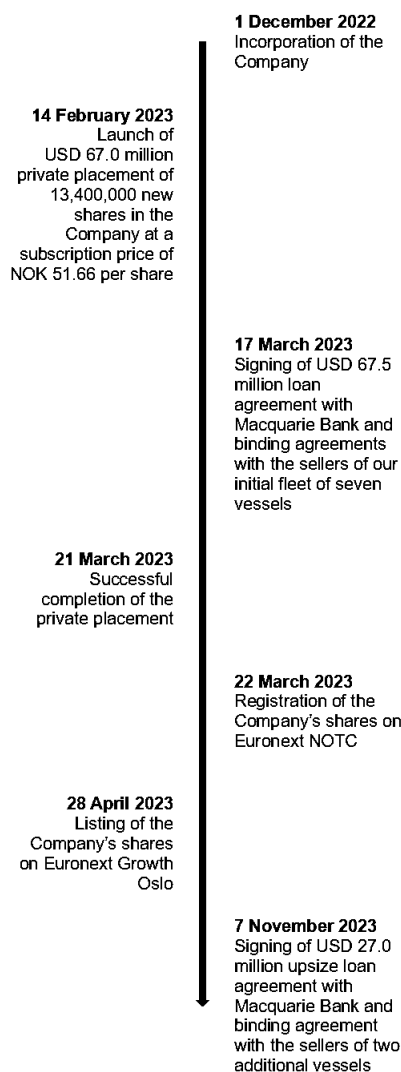 1 December 2022
Incorporation of the
Company
14 February 2023
Launch of
USD 67.0 million
private placement of
13,400,000 new
shares in the
Company at a
subscription price of
NOK 51.66 per share
17 March 2023
Signing of USD 67.5
million loan
agreement with
Macquarie Bank and
binding agreements
with the sellers of our
initial fleet of seven
vessels
21 March 2023
Successful
completion of the
private placement
22 March 2023
Registration of the
Company's shares on
Euronext NOTC
28 April 2023
Listing of the
Company's shares
on Euronext Growth
Oslo
7 November 2023
Signing of USD 27.0
million upsize loan
agreement with
Macquarie Bank and
binding agreement
with the sellers of two
additional vessels